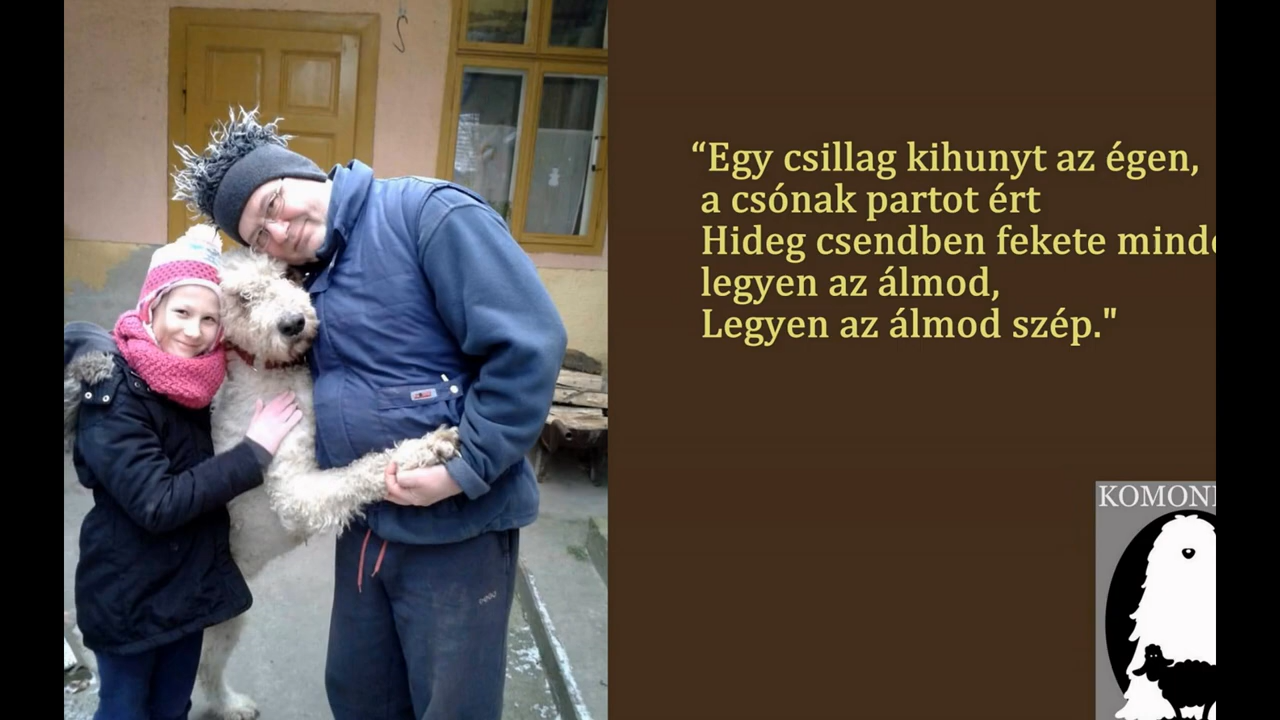 “Egy csillag kihunyt az égen,
a csónak partot ért
Hideg csendben fekete
legyen az álmod,
Legyen az álmod szép."